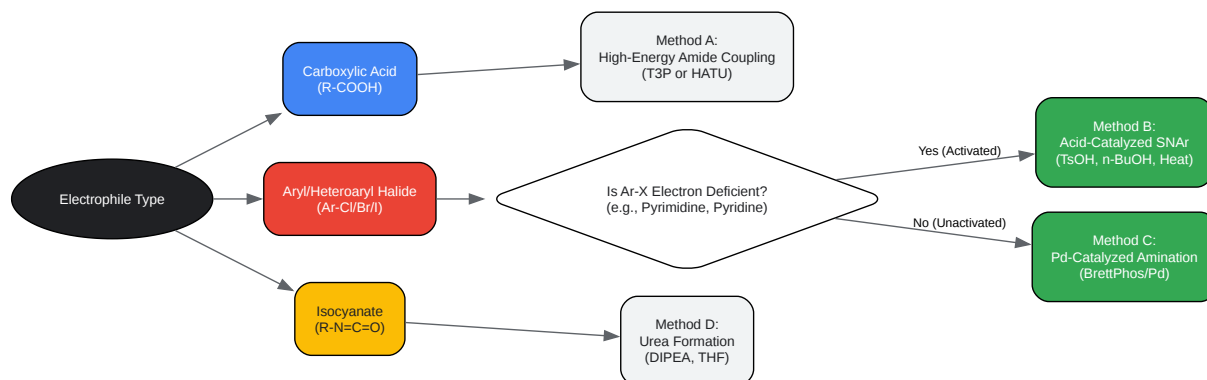 Electrophile Type
Carboxylic Acid
(R-COOH)
Method A:
High-Energy Amide Coupling
(T3P or HATU)
Aryl/Heteroaryl Halide
(Ar-Cl/Br/I)
Is Ar-X Electron Deficient?
(e.g., Pyrimidine, Pyridine)
Yes (Activated)
Method B:
Acid-Catalyzed SNAr
(TsOH, n-BuOH, Heat)
No (Unactivated)
Method C:
Pd-Catalyzed Amination
(BrettPhos/Pd)
Isocyanate
(R-N=C=O)
Method D:
Urea Formation
(DIPEA, THF)